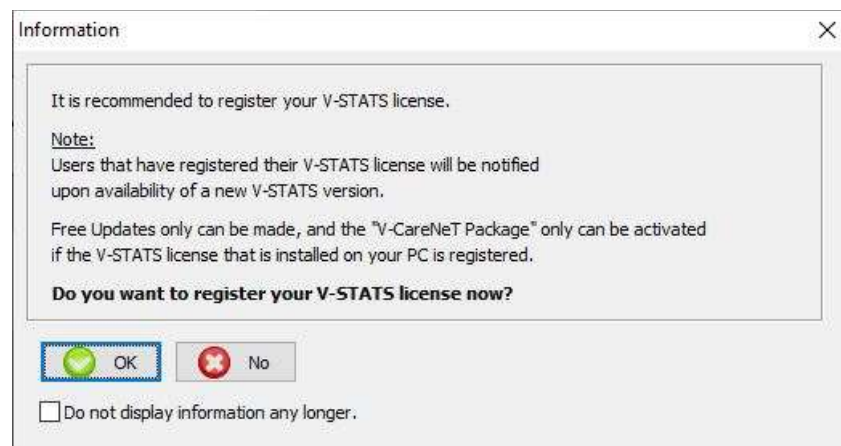 Information
It is recommended to register your V-STATS license.
Note:
Users that have registered their V-STATS license will be notified
upon availability of a new V-STATS version.
Free Updates only can be made, and the "V-CareNeT Package" only can be activated
if the V-STATS license that is installed on your PC is registered.
Do you want to register your V-STATS license now?
OK No
Do not display information any longer.